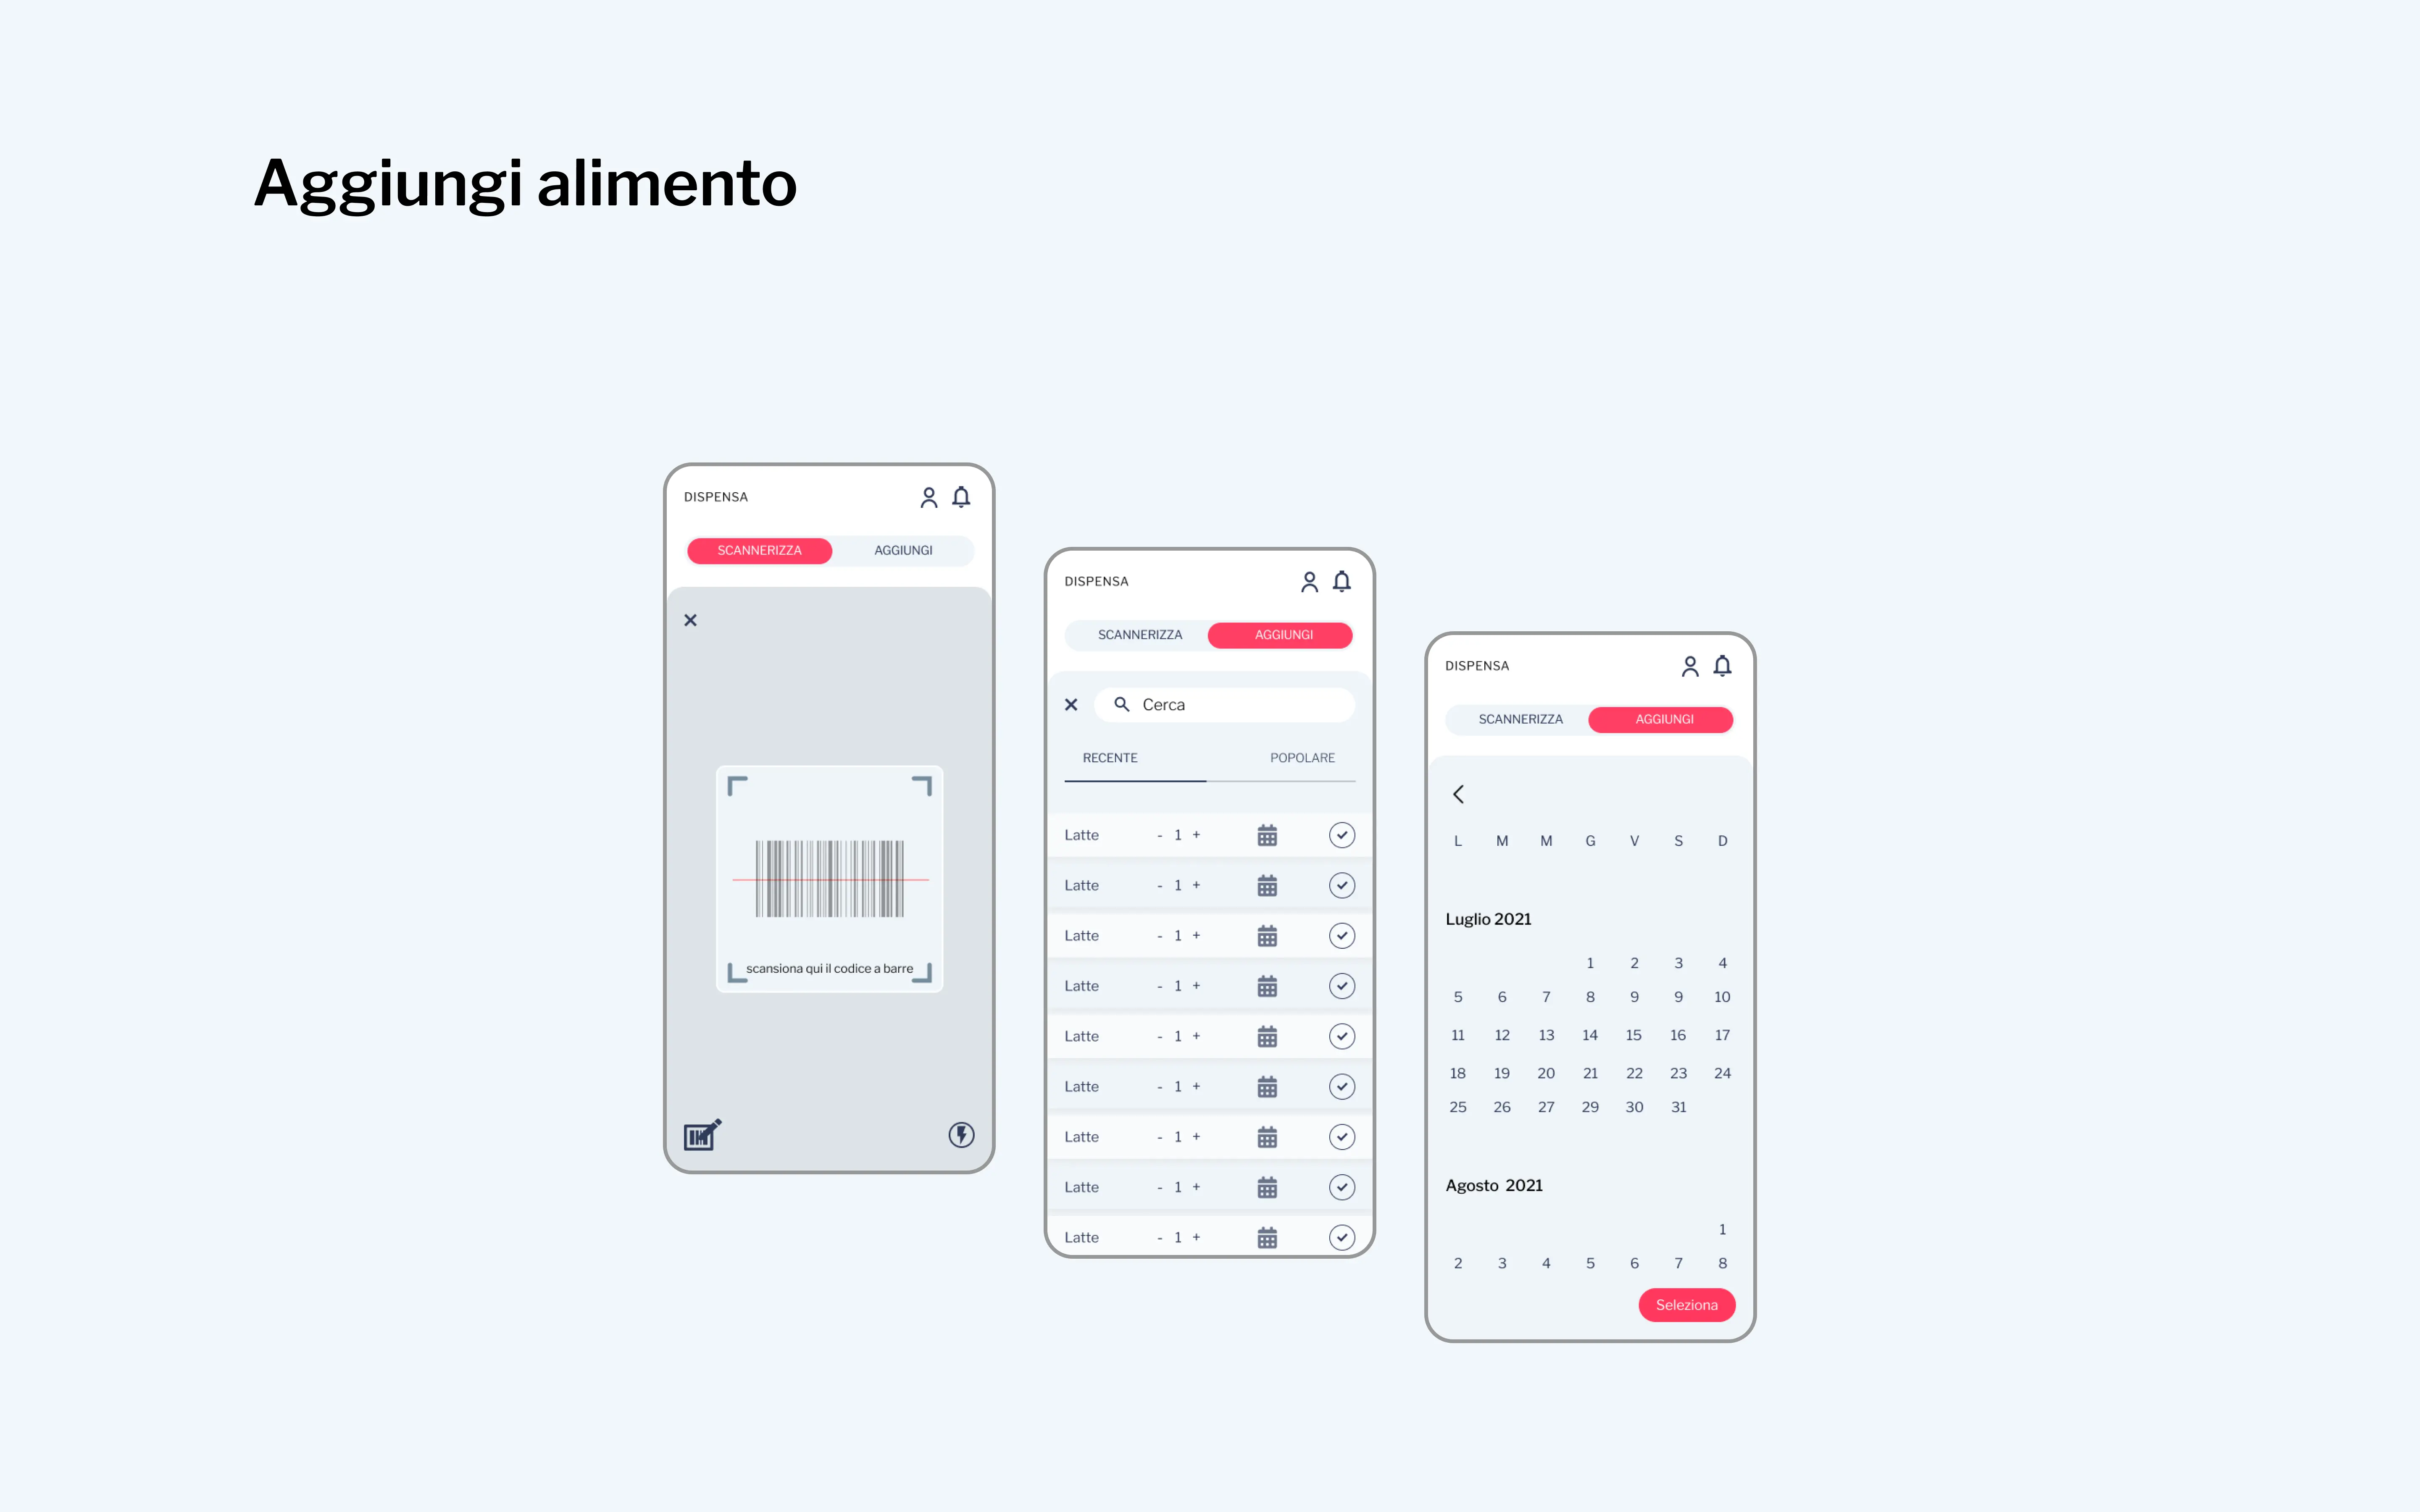 Aggiungi alimento
DISPENSA
SCANNERIZZA AGGIUNGI
scansiona qui il codice a barre
DISPENSA
SCANNERIZZA AGGIUNGI
Cerca
RECENTE POPOLARE
Latte - 1 +
Latte - 1 +
Latte - 1 +
Latte - 1 +
Latte - 1 +
Latte - 1 +
Latte - 1 +
Latte - 1 +
Latte - 1 +
DISPENSA
SCANNERIZZA AGGIUNGI
L M M G V S D
Luglio 2021
1 2 3 4
5 6 7 8 9 9 10
11 12 13 14 15 16 17
18 19 20 21 22 23 24
25 26 27 29 30 31
Agosto 2021
1
2 3 4 5 6 7 8
Seleziona